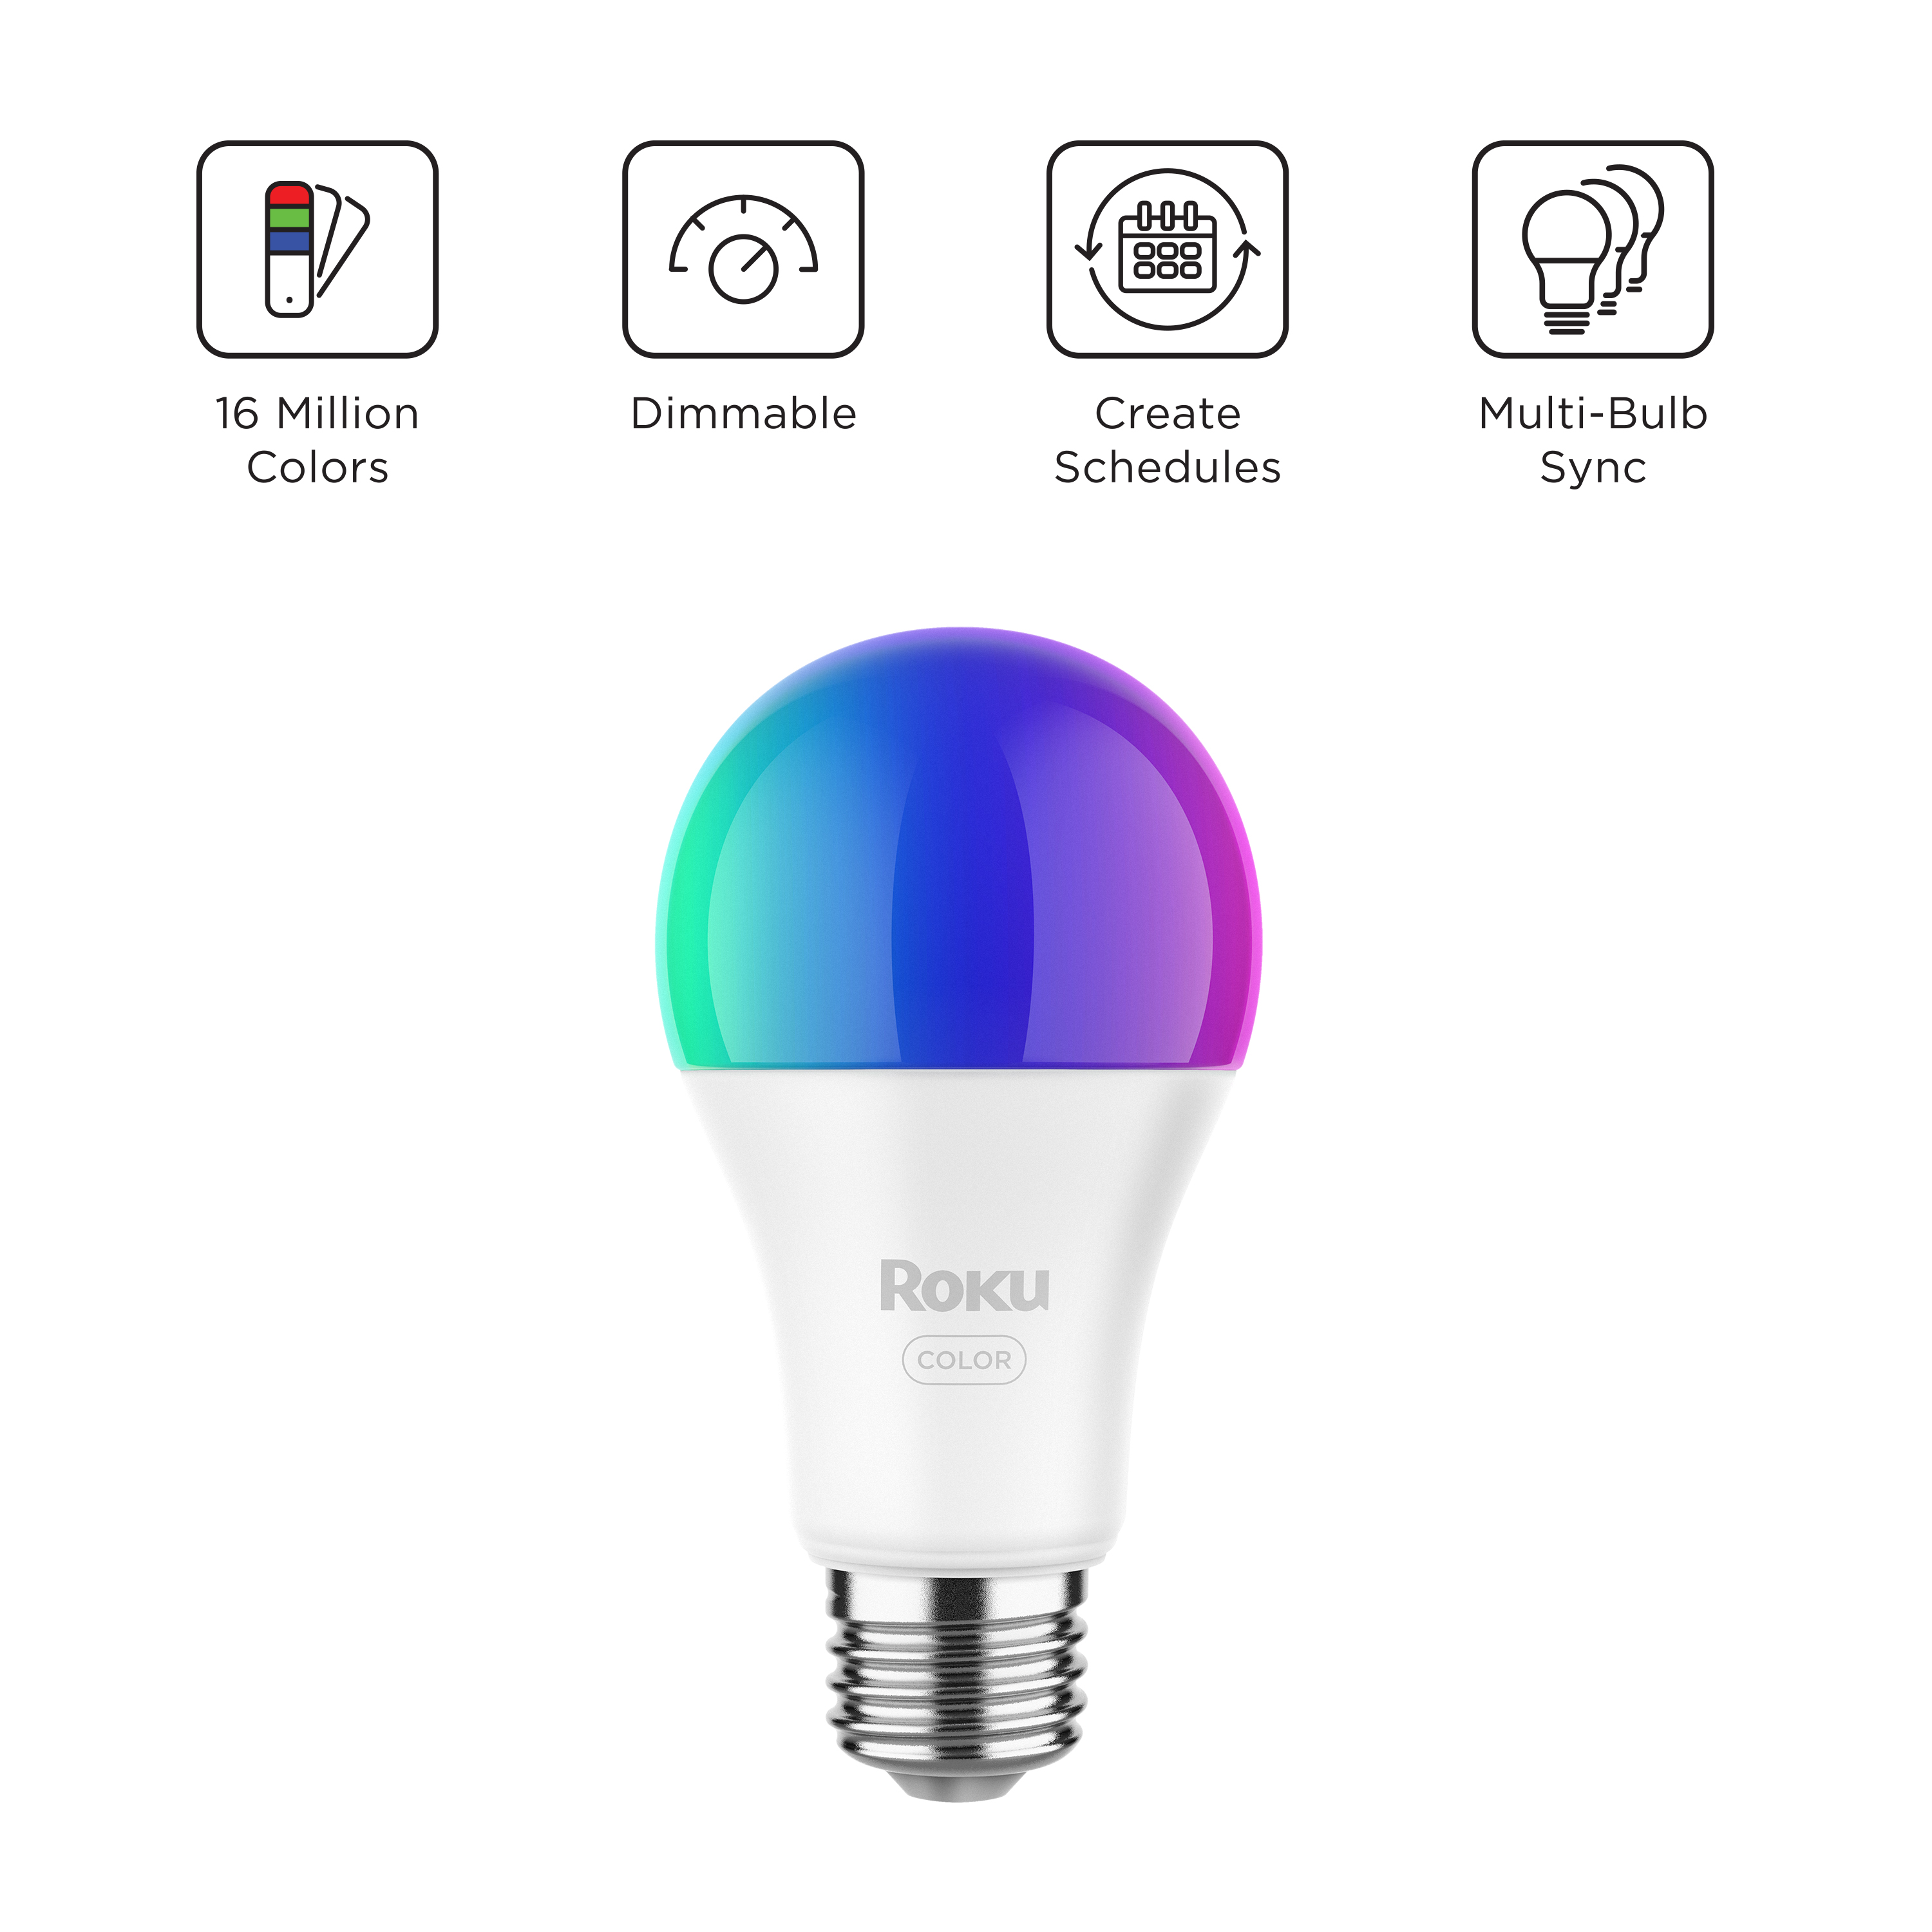 16 Million
Colors
Dimmable
Create
Schedules
Multi-Bulb
Sync
Roku
COLOR